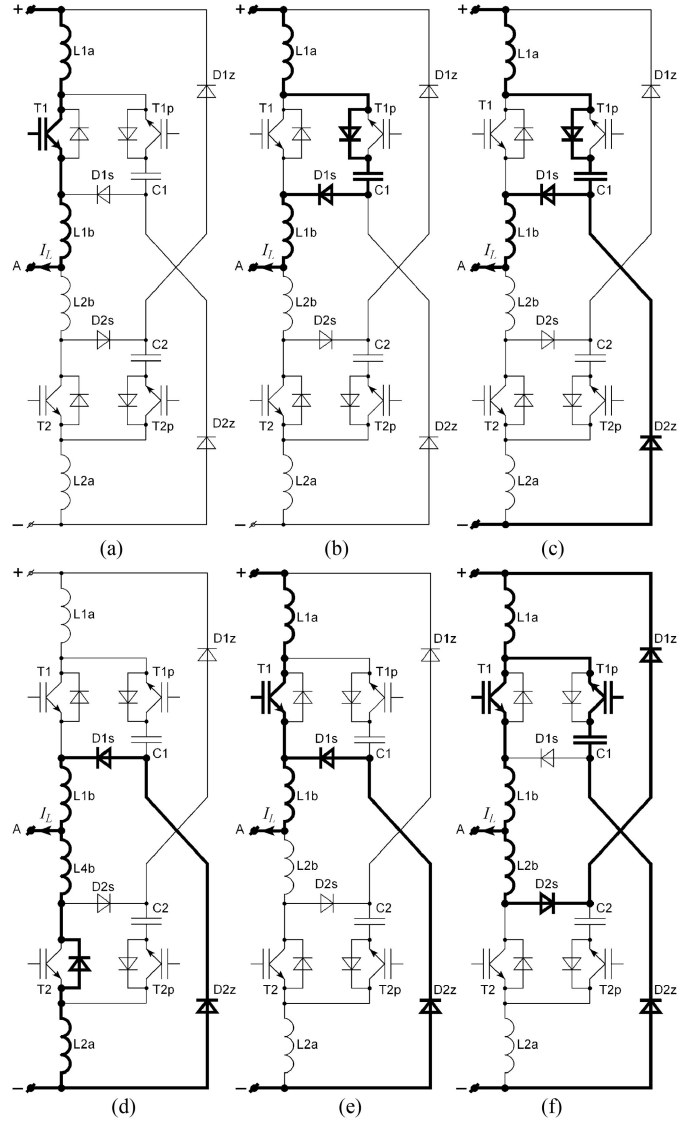 +
L1a
D1z
T1
T1p
D1s
C1
L1b
A
I_L
L2b
D2s
C2
T2
T2p
D2z
L2a
−
(a)
+
L1a
D1z
T1
T1p
D1s
C1
L1b
A
I_L
L2b
D2s
C2
T2
T2p
D2z
L2a
−
(b)
+
L1a
D1z
T1
T1p
D1s
C1
L1b
A
I_L
L2b
D2s
C2
T2
T2p
D2z
L2a
−
(c)
+
L1a
D1z
T1
T1p
D1s
C1
L1b
A
I_L
L4b
D2s
C2
T2
T2p
D2z
L2a
−
(d)
+
L1a
D1z
T1
T1p
D1s
C1
L1b
A
I_L
L2b
D2s
C2
T2
T2p
D2z
L2a
−
(e)
+
L1a
D1z
T1
T1p
D1s
C1
L1b
A
I_L
L2b
D2s
C2
T2
T2p
D2z
L2a
−
(f)